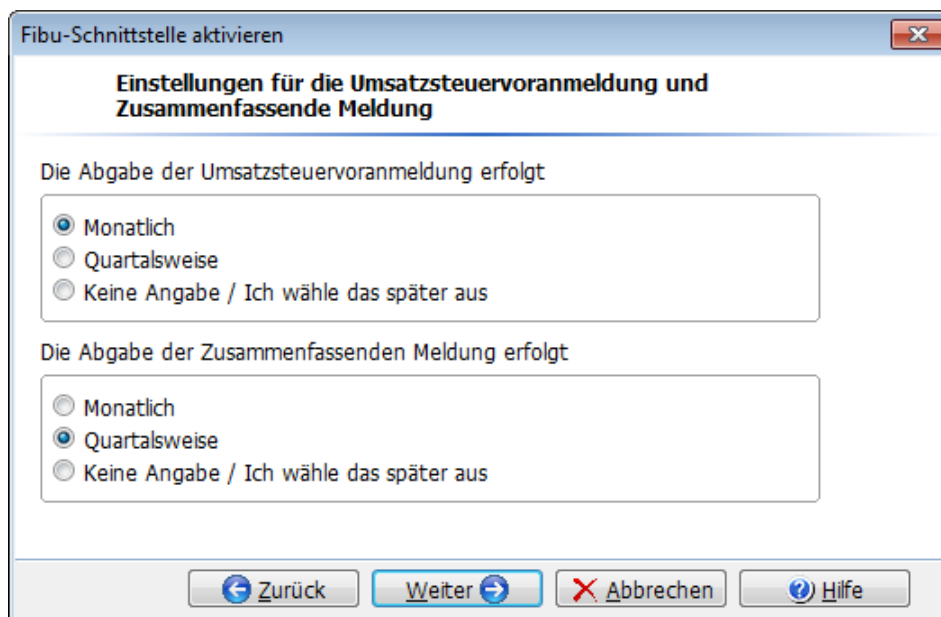 Fibu-Schnittstelle aktivieren
Einstellungen für die Umsatzsteuervoranmeldung und
Zusammenfassende Meldung
Die Abgabe der Umsatzsteuervoranmeldung erfolgt
Monatlich
Quartalsweise
Keine Angabe / Ich wähle das später aus
Die Abgabe der Zusammenfassenden Meldung erfolgt
Monatlich
Quartalsweise
Keine Angabe / Ich wähle das später aus
Zurück Weiter Abbrechen Hilfe